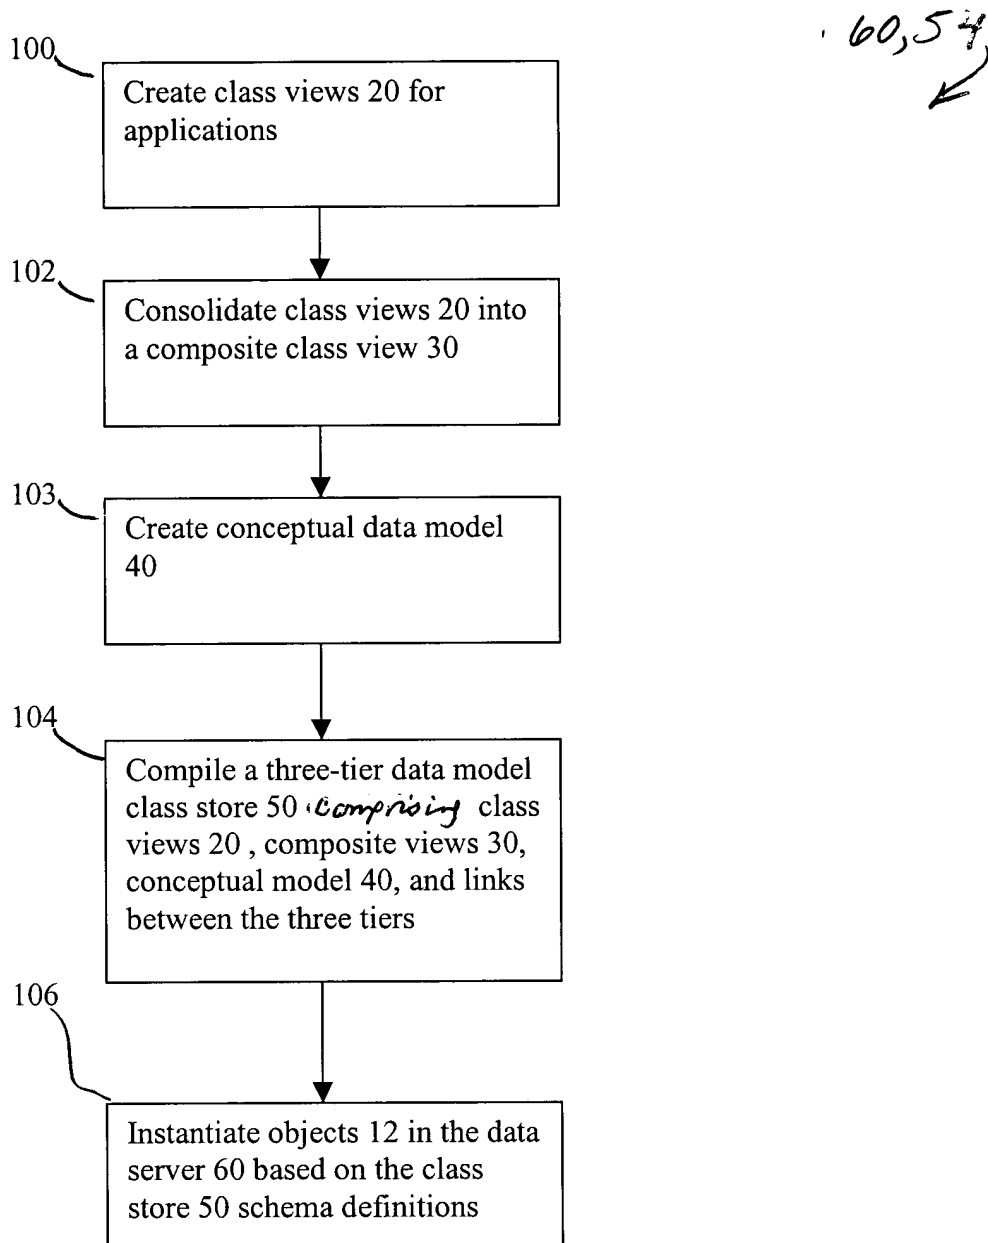 60,54
100
Create class views 20 for
applications
102
Consolidate class views 20 into
a composite class view 30
103
Create conceptual data model
40
104
Compile a three-tier data model
class store 50 comprising class
views 20 , composite views 30,
conceptual model 40, and links
between the three tiers
106
Instantiate objects 12 in the data
server 60 based on the class
store 50 schema definitions